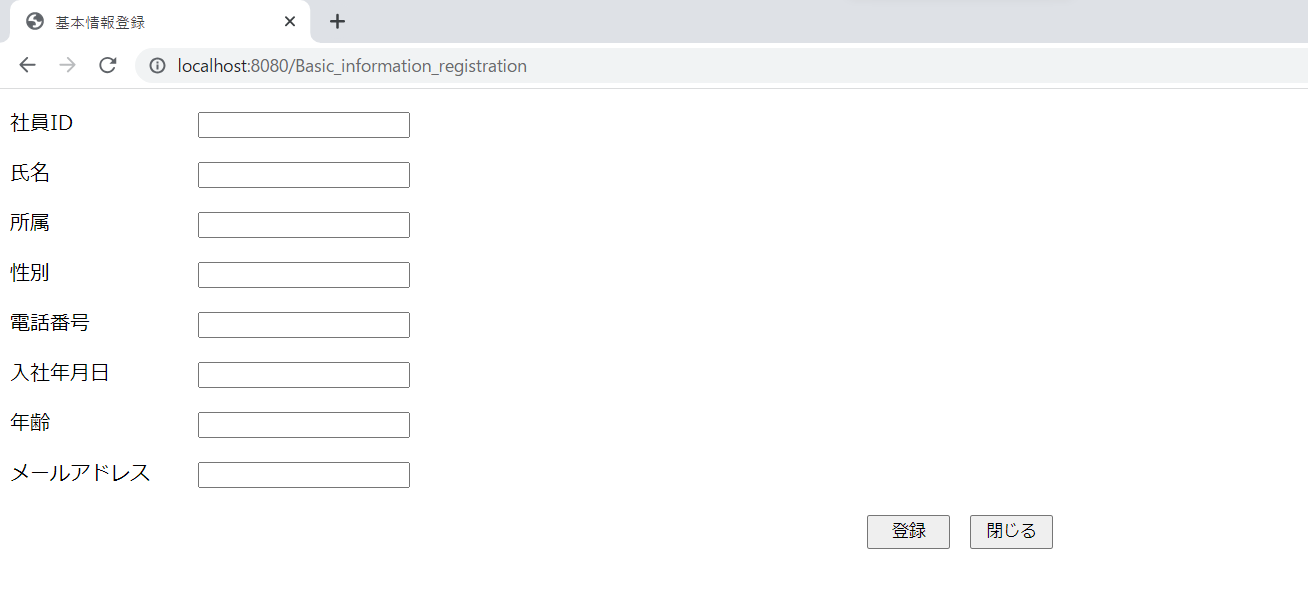 基本情報登録
localhost:8080/Basic_information_registration
社員ID
氏名
所属
性別
電話番号
入社年月日
年齢
メールアドレス
登録 閉じる